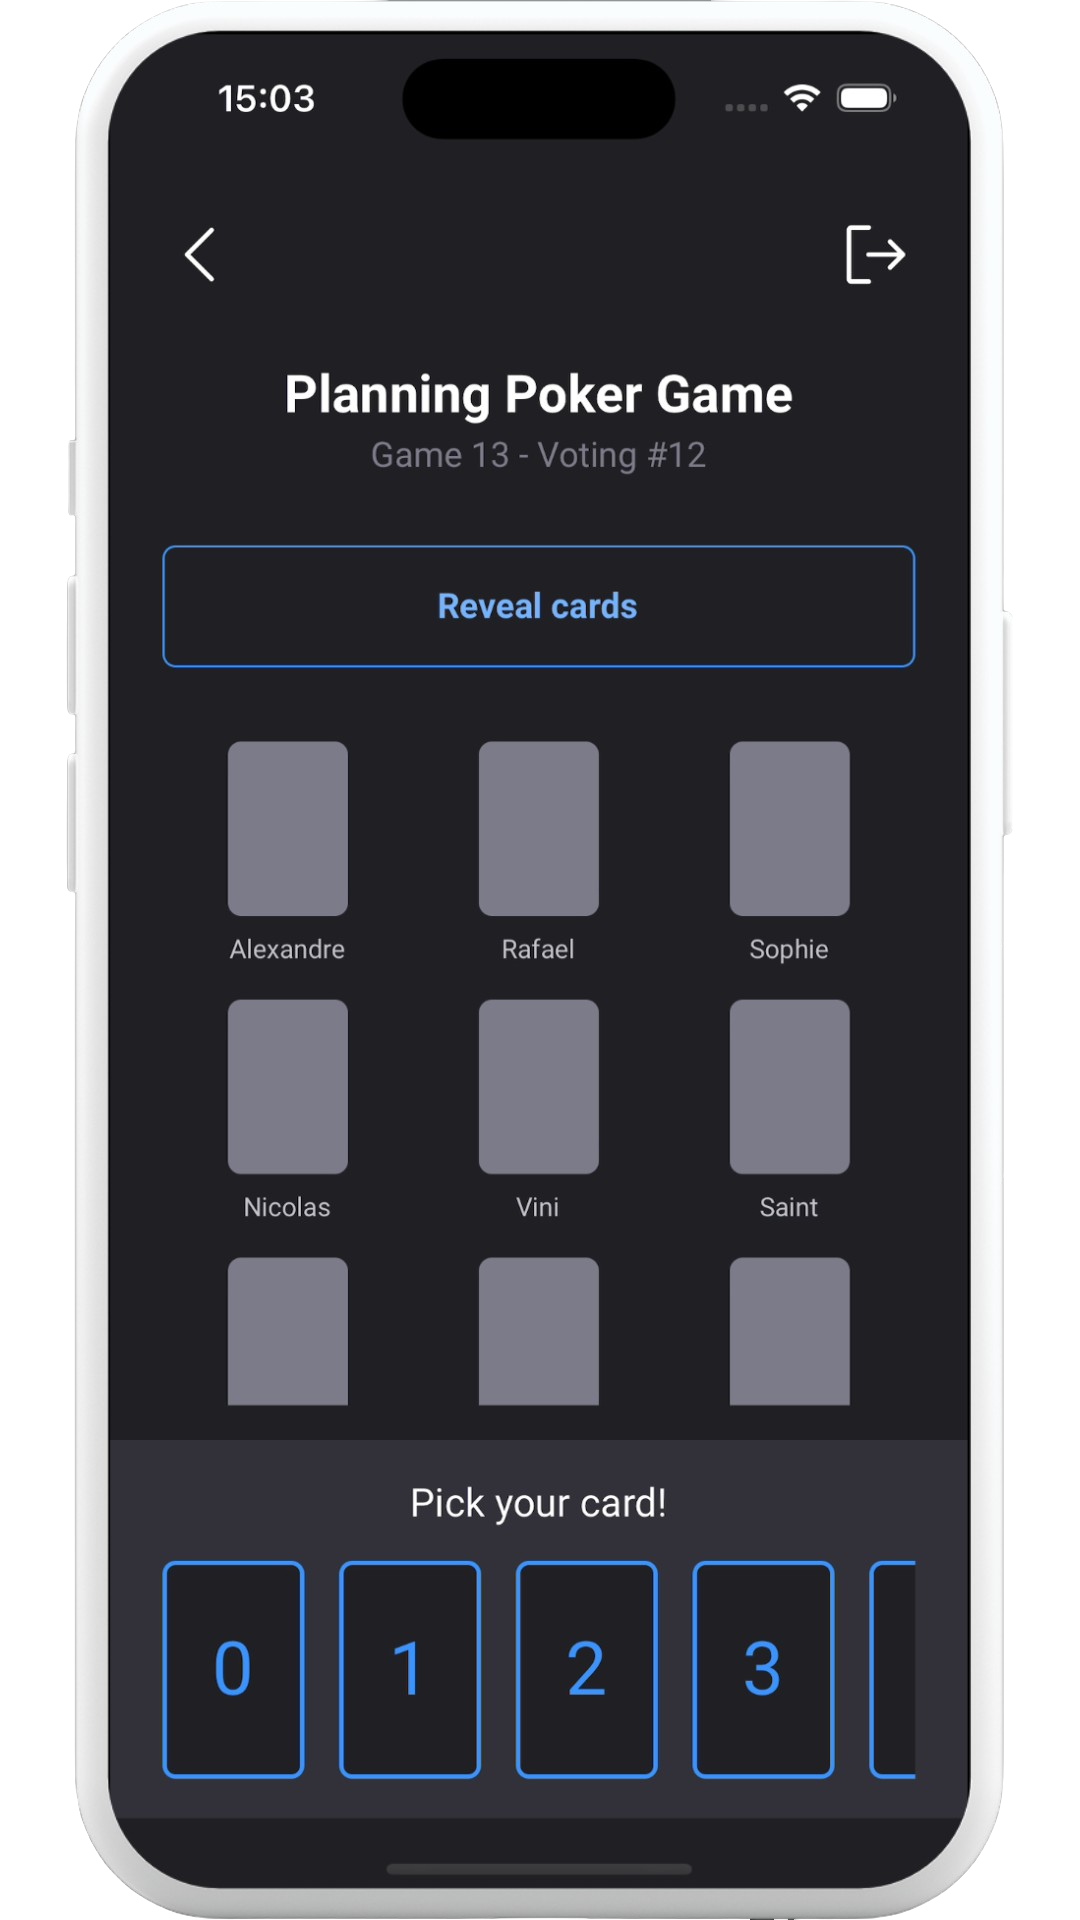 15:03
Planning Poker Game
Game 13 - Voting #12
Reveal cards
Alexandre Rafael Sophie
Nicolas Vini Saint
Pick your card!
0 1 2 3